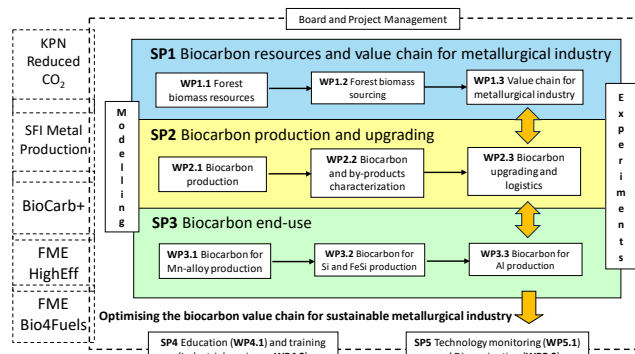 Board and Project Management
KPN
Reduced
CO2
SFI Metal
Production
BioCarb+
FME
HighEff
FME
Bio4Fuels
Modelling
Experiments
SP1 Biocarbon resources and value chain for metallurgical industry
WP1.1 Forest
biomass resources
WP1.2 Forest biomass
sourcing
WP1.3 Value chain for
metallurgical industry
SP2 Biocarbon production and upgrading
WP2.1 Biocarbon
production
WP2.2 Biocarbon
and by-products
characterization
WP2.3 Biocarbon
upgrading and
logistics
SP3 Biocarbon end-use
WP3.1 Biocarbon for
Mn-alloy production
WP3.2 Biocarbon for
Si and FeSi production
WP3.3 Biocarbon for
Al production
Optimising the biocarbon value chain for sustainable metallurgical industry
SP4 Education (WP4.1) and training
SP5 Technology monitoring (WP5.1)